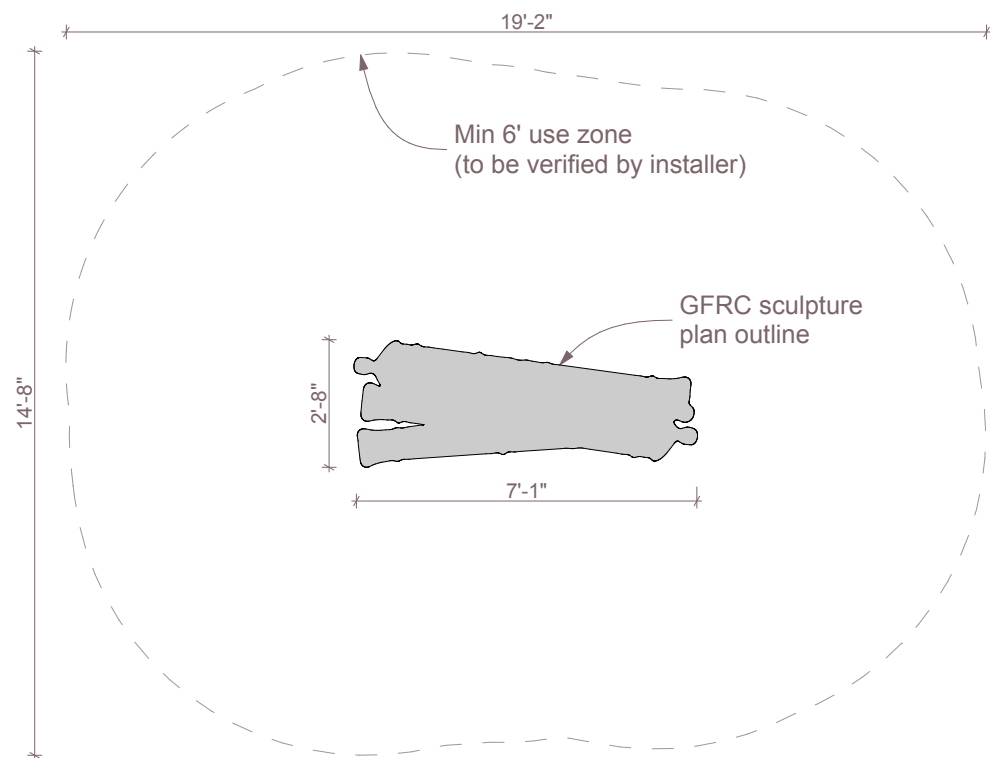 19'-2"
Min 6' use zone
(to be verified by installer)
GFRC sculpture
plan outline
14'-8"
2'-8"
7'-1"